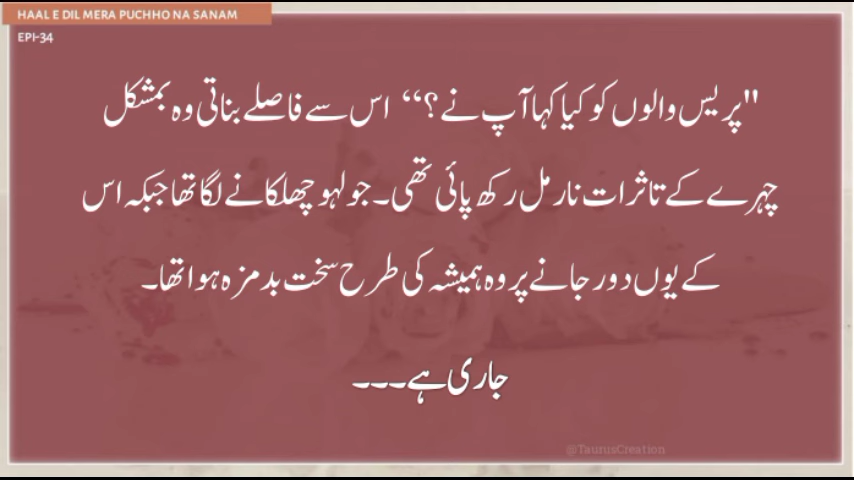 HAAL E DIL MERA PUCHHO NA SANAM
EPI-34
"پریس والوں کو کیا کہا آپ نے؟“ اس سے فاصلے بناتی وہ بمشکل
چہرے کے تاثرات نارمل رکھ پائی تھی۔ جو لہو چھلکانے لگا تھا جبکہ اس
کے یوں دور جانے پر وہ ہمیشہ کی طرح سخت بدمزہ ہوا تھا۔
جاری ہے۔۔۔
@TaurusCreation